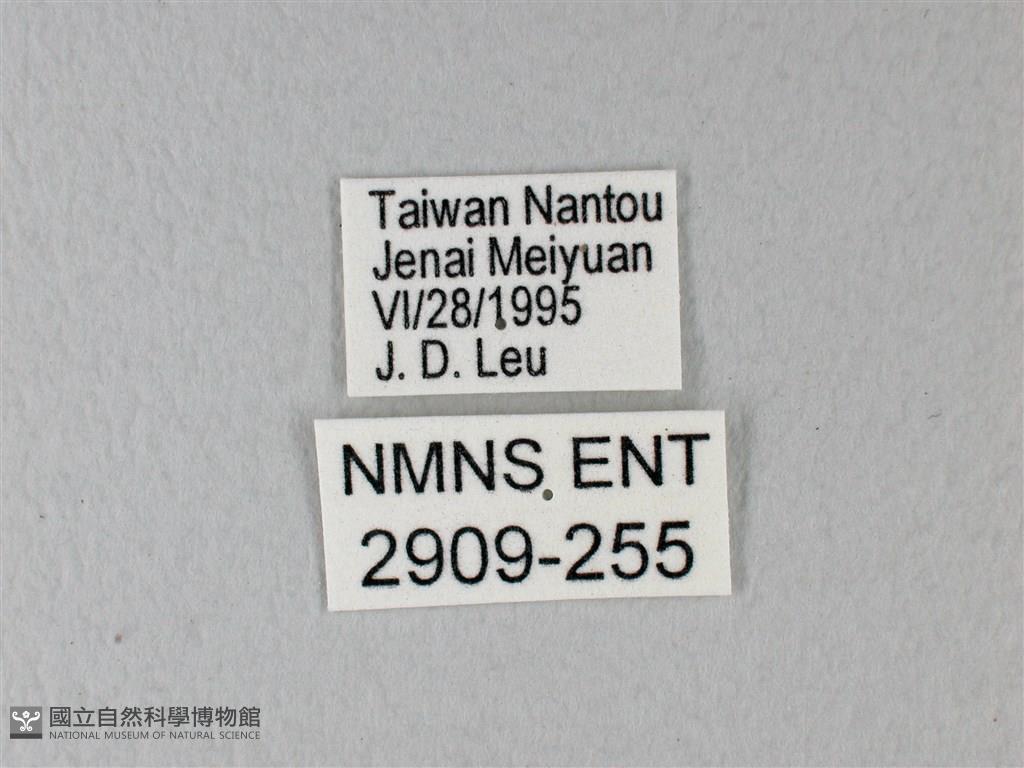 Taiwan Nantou
Jenai Meiyuan
VI/28/1995
J. D. Leu
NMNS ENT
2909-255
國立自然科學博物館
NATIONAL MUSEUM OF NATURAL SCIENCE